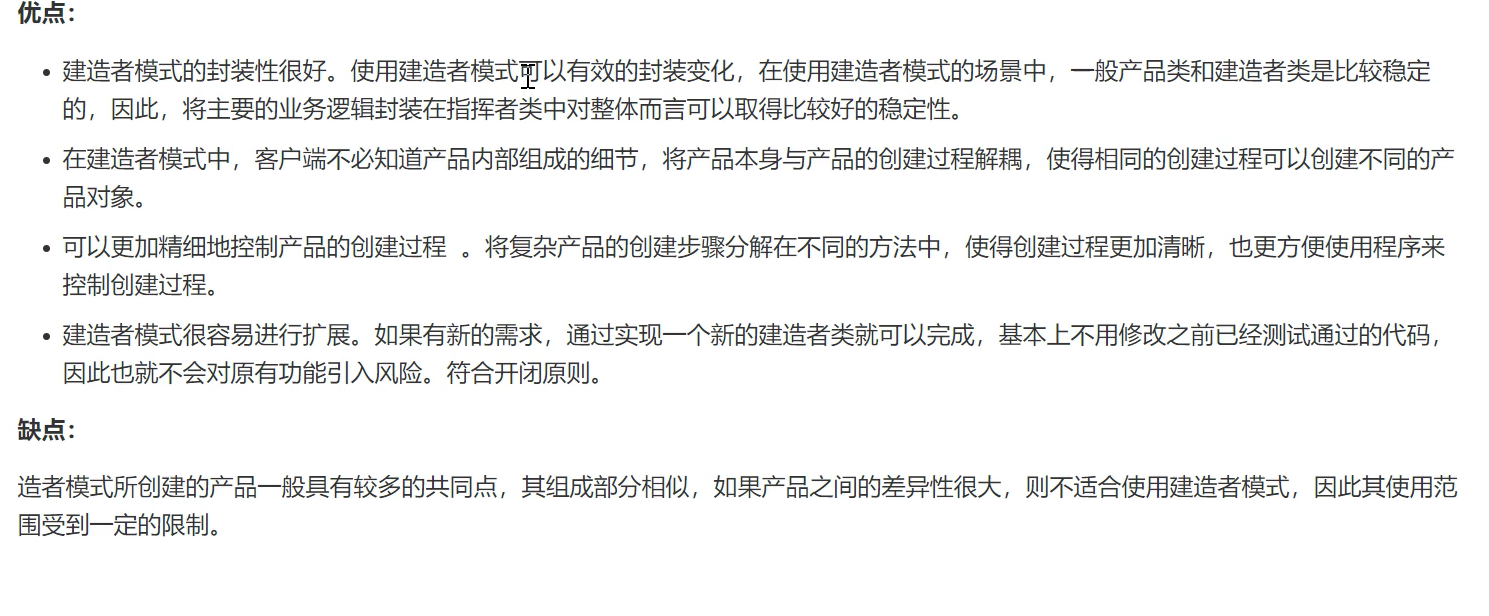 优点：
建造者模式的封装性很好。使用建造者模式可以有效的封装变化，在使用建造者模式的场景中，一般产品类和建造者类是比较稳定
的，因此，将主要的业务逻辑封装在指挥者类中对整体而言可以取得比较好的稳定性。
在建造者模式中，客户端不必知道产品内部组成的细节，将产品本身与产品的创建过程解耦，使得相同的创建过程可以创建不同的产
品对象。
可以更加精细地控制产品的创建过程 。将复杂产品的创建步骤分解在不同的方法中，使得创建过程更加清晰，也更方便使用程序来
控制创建过程。
建造者模式很容易进行扩展。如果有新的需求，通过实现一个新的建造者类就可以完成，基本上不用修改之前已经测试通过的代码，
因此也就不会对原有功能引入风险。符合开闭原则。
缺点：
造者模式所创建的产品一般具有较多的共同点，其组成部分相似，如果产品之间的差异性很大，则不适合使用建造者模式，因此其使用范
围受到一定的限制。